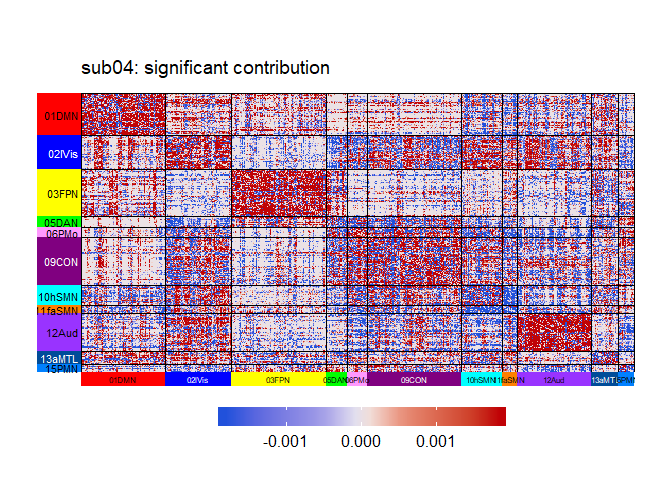 sub04: significant contribution
01DMN
02lVis
03FPN
05DAN
06PMo
09CON
10hSMN
11faSMN
12Aud
13aMTL
15PMN
01DMN 02lVis 03FPN 05DAN 06PMo 09CON 10hSMN 11faSMN 12Aud 13aMTL 15PMN
-0.001 0.000 0.001